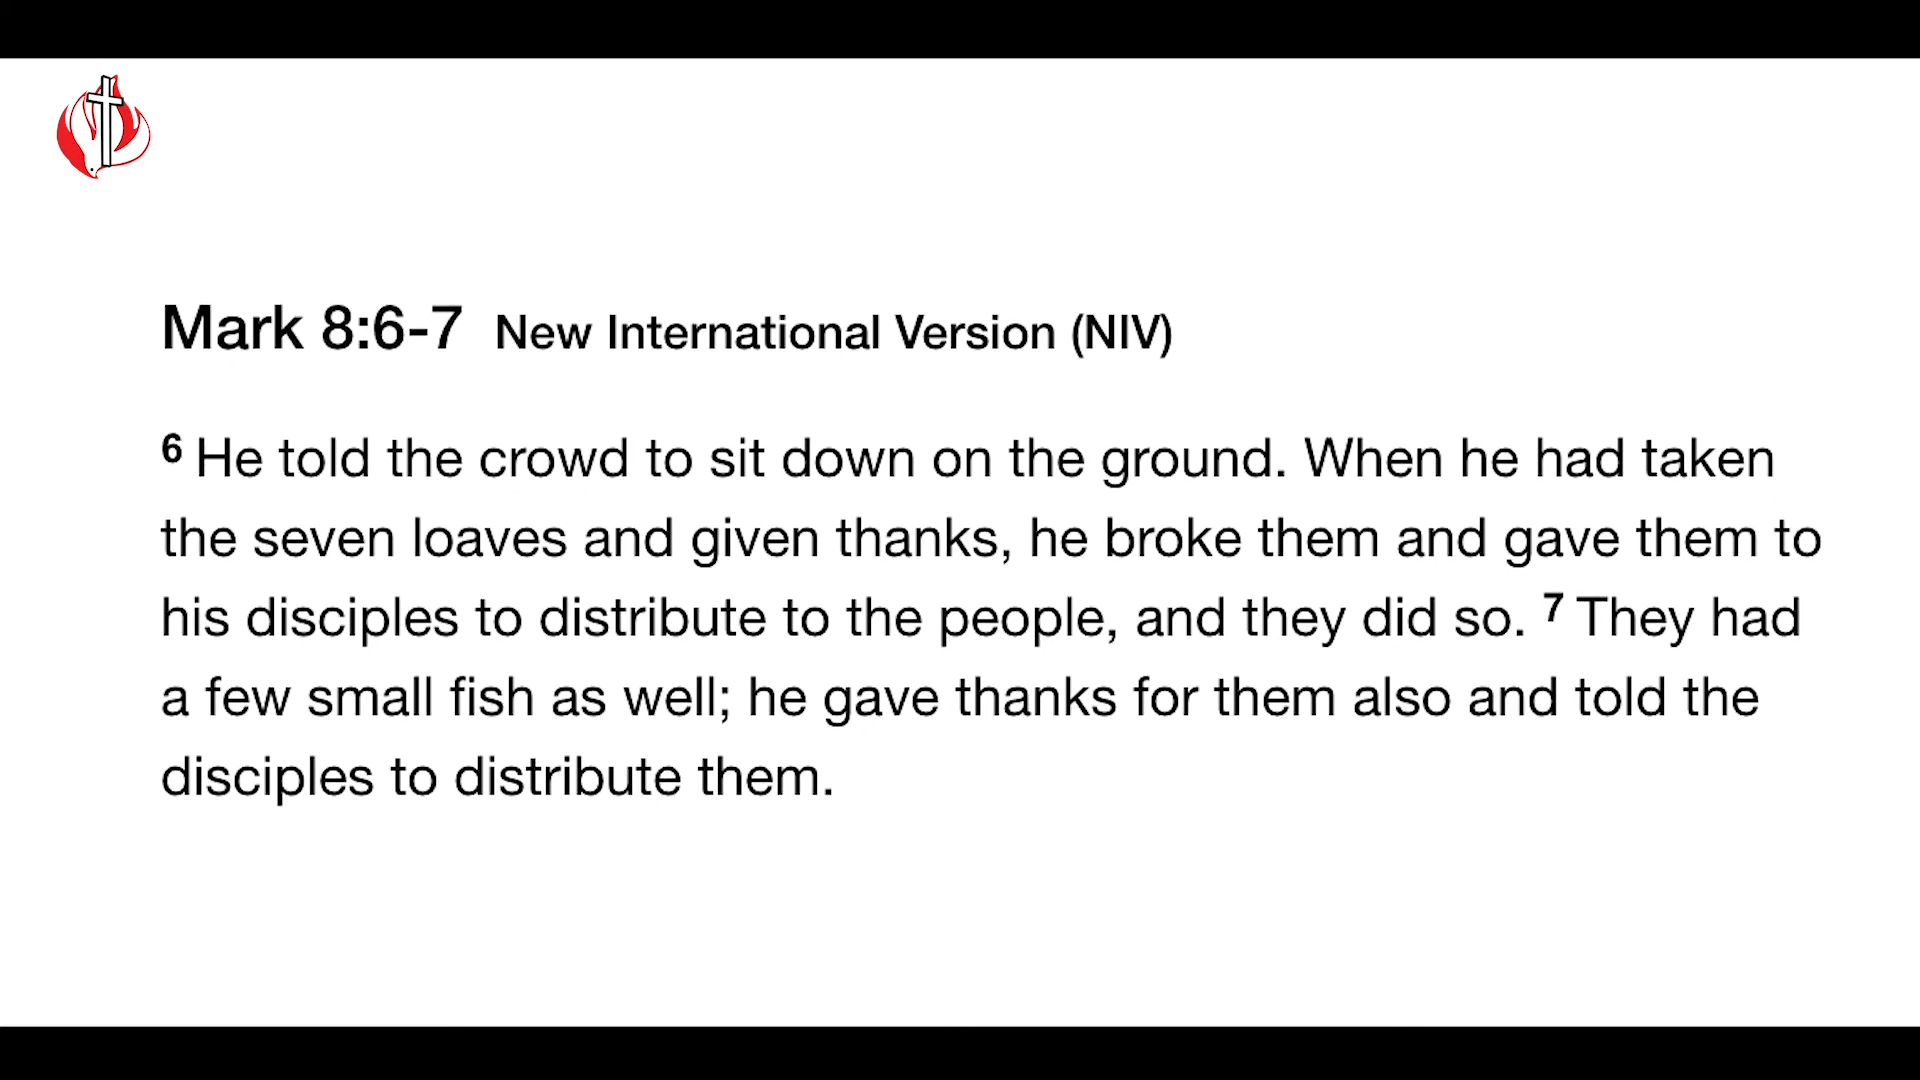 Mark 8:6-7 New International Version (NIV)
6 He told the crowd to sit down on the ground. When he had taken
the seven loaves and given thanks, he broke them and gave them to
his disciples to distribute to the people, and they did so. 7 They had
a few small fish as well; he gave thanks for them also and told the
disciples to distribute them.